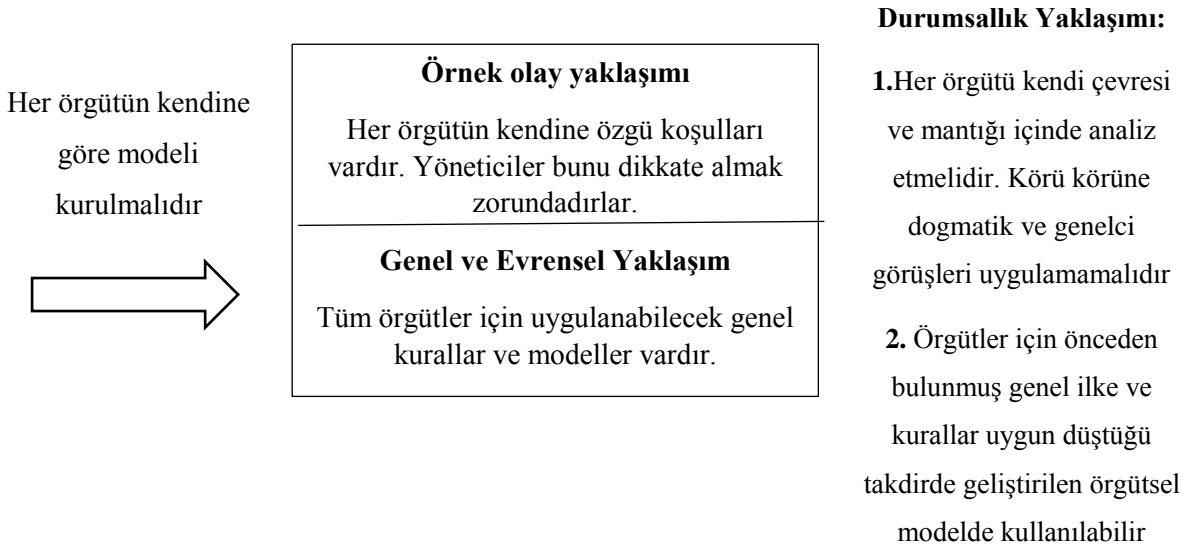 Her örgütün kendine
göre modeli
kurulmalıdır
Örnek olay yaklaşımı
Her örgütün kendine özgü koşulları
vardır. Yöneticiler bunu dikkate almak
zorundadırlar.
Genel ve Evrensel Yaklaşım
Tüm örgütler için uygulanabilecek genel
kurallar ve modeller vardır.
Durumsallık Yaklaşımı:
1.Her örgütü kendi çevresi
ve mantığı içinde analiz
etmelidir. Körü körüne
dogmatik ve genelci
görüşleri uygulamamalıdır
2. Örgütler için önceden
bulunmuş genel ilke ve
kurallar uygun düştüğü
takdirde geliştirilen örgütsel
modelde kullanılabilir